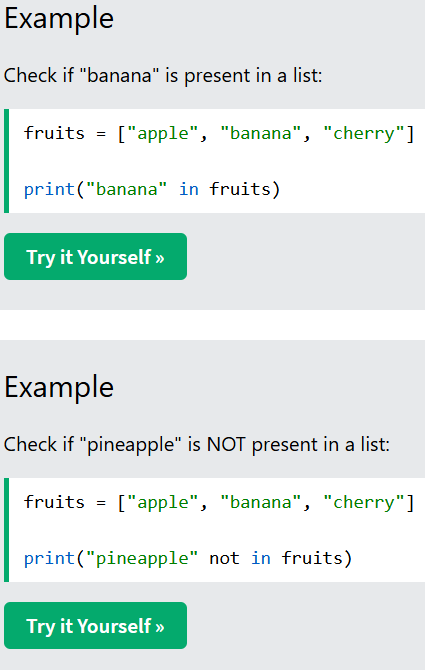 Example
Check if "banana" is present in a list:
fruits = ["apple", "banana", "cherry"]
print("banana" in fruits)
Try it Yourself »
Example
Check if "pineapple" is NOT present in a list:
fruits = ["apple", "banana", "cherry"]
print("pineapple" not in fruits)
Try it Yourself »